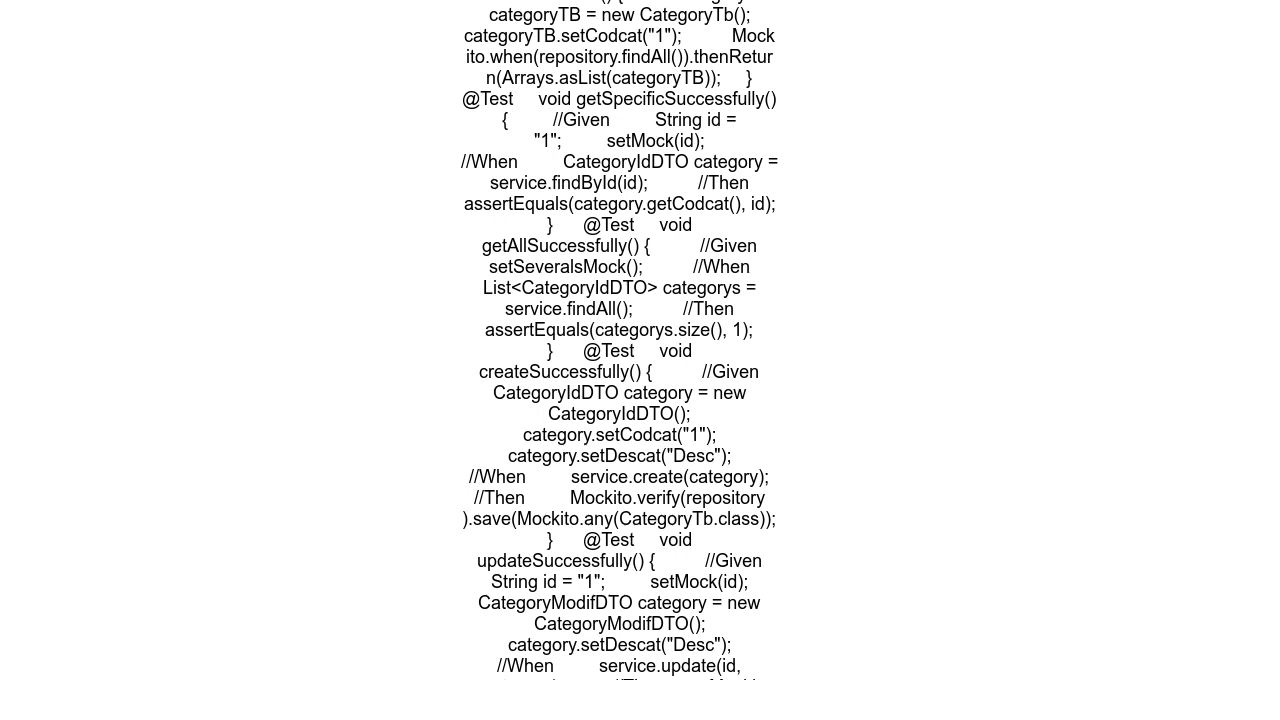 categoryTB = new CategoryTb();
categoryTB.setCodcat("1"); Mock
ito.when(repository.findAll()).thenRetur
n(Arrays.asList(categoryTB)); }
@Test void getSpecificSuccessfully()
{ //Given String id =
"1"; setMock(id);
//When CategoryIdDTO category =
service.findById(id); //Then
assertEquals(category.getCodcat(), id);
} @Test void
getAllSuccessfully() { //Given
setSeveralsMock(); //When
List<CategoryIdDTO> categorys =
service.findAll(); //Then
assertEquals(categorys.size(), 1);
} @Test void
createSuccessfully() { //Given
CategoryIdDTO category = new
CategoryIdDTO();
category.setCodcat("1");
category.setDescat("Desc");
//When service.create(category);
//Then Mockito.verify(repository
).save(Mockito.any(CategoryTb.class));
} @Test void
updateSuccessfully() { //Given
String id = "1"; setMock(id);
CategoryModifDTO category = new
CategoryModifDTO();
category.setDescat("Desc");
//When service.update(id,